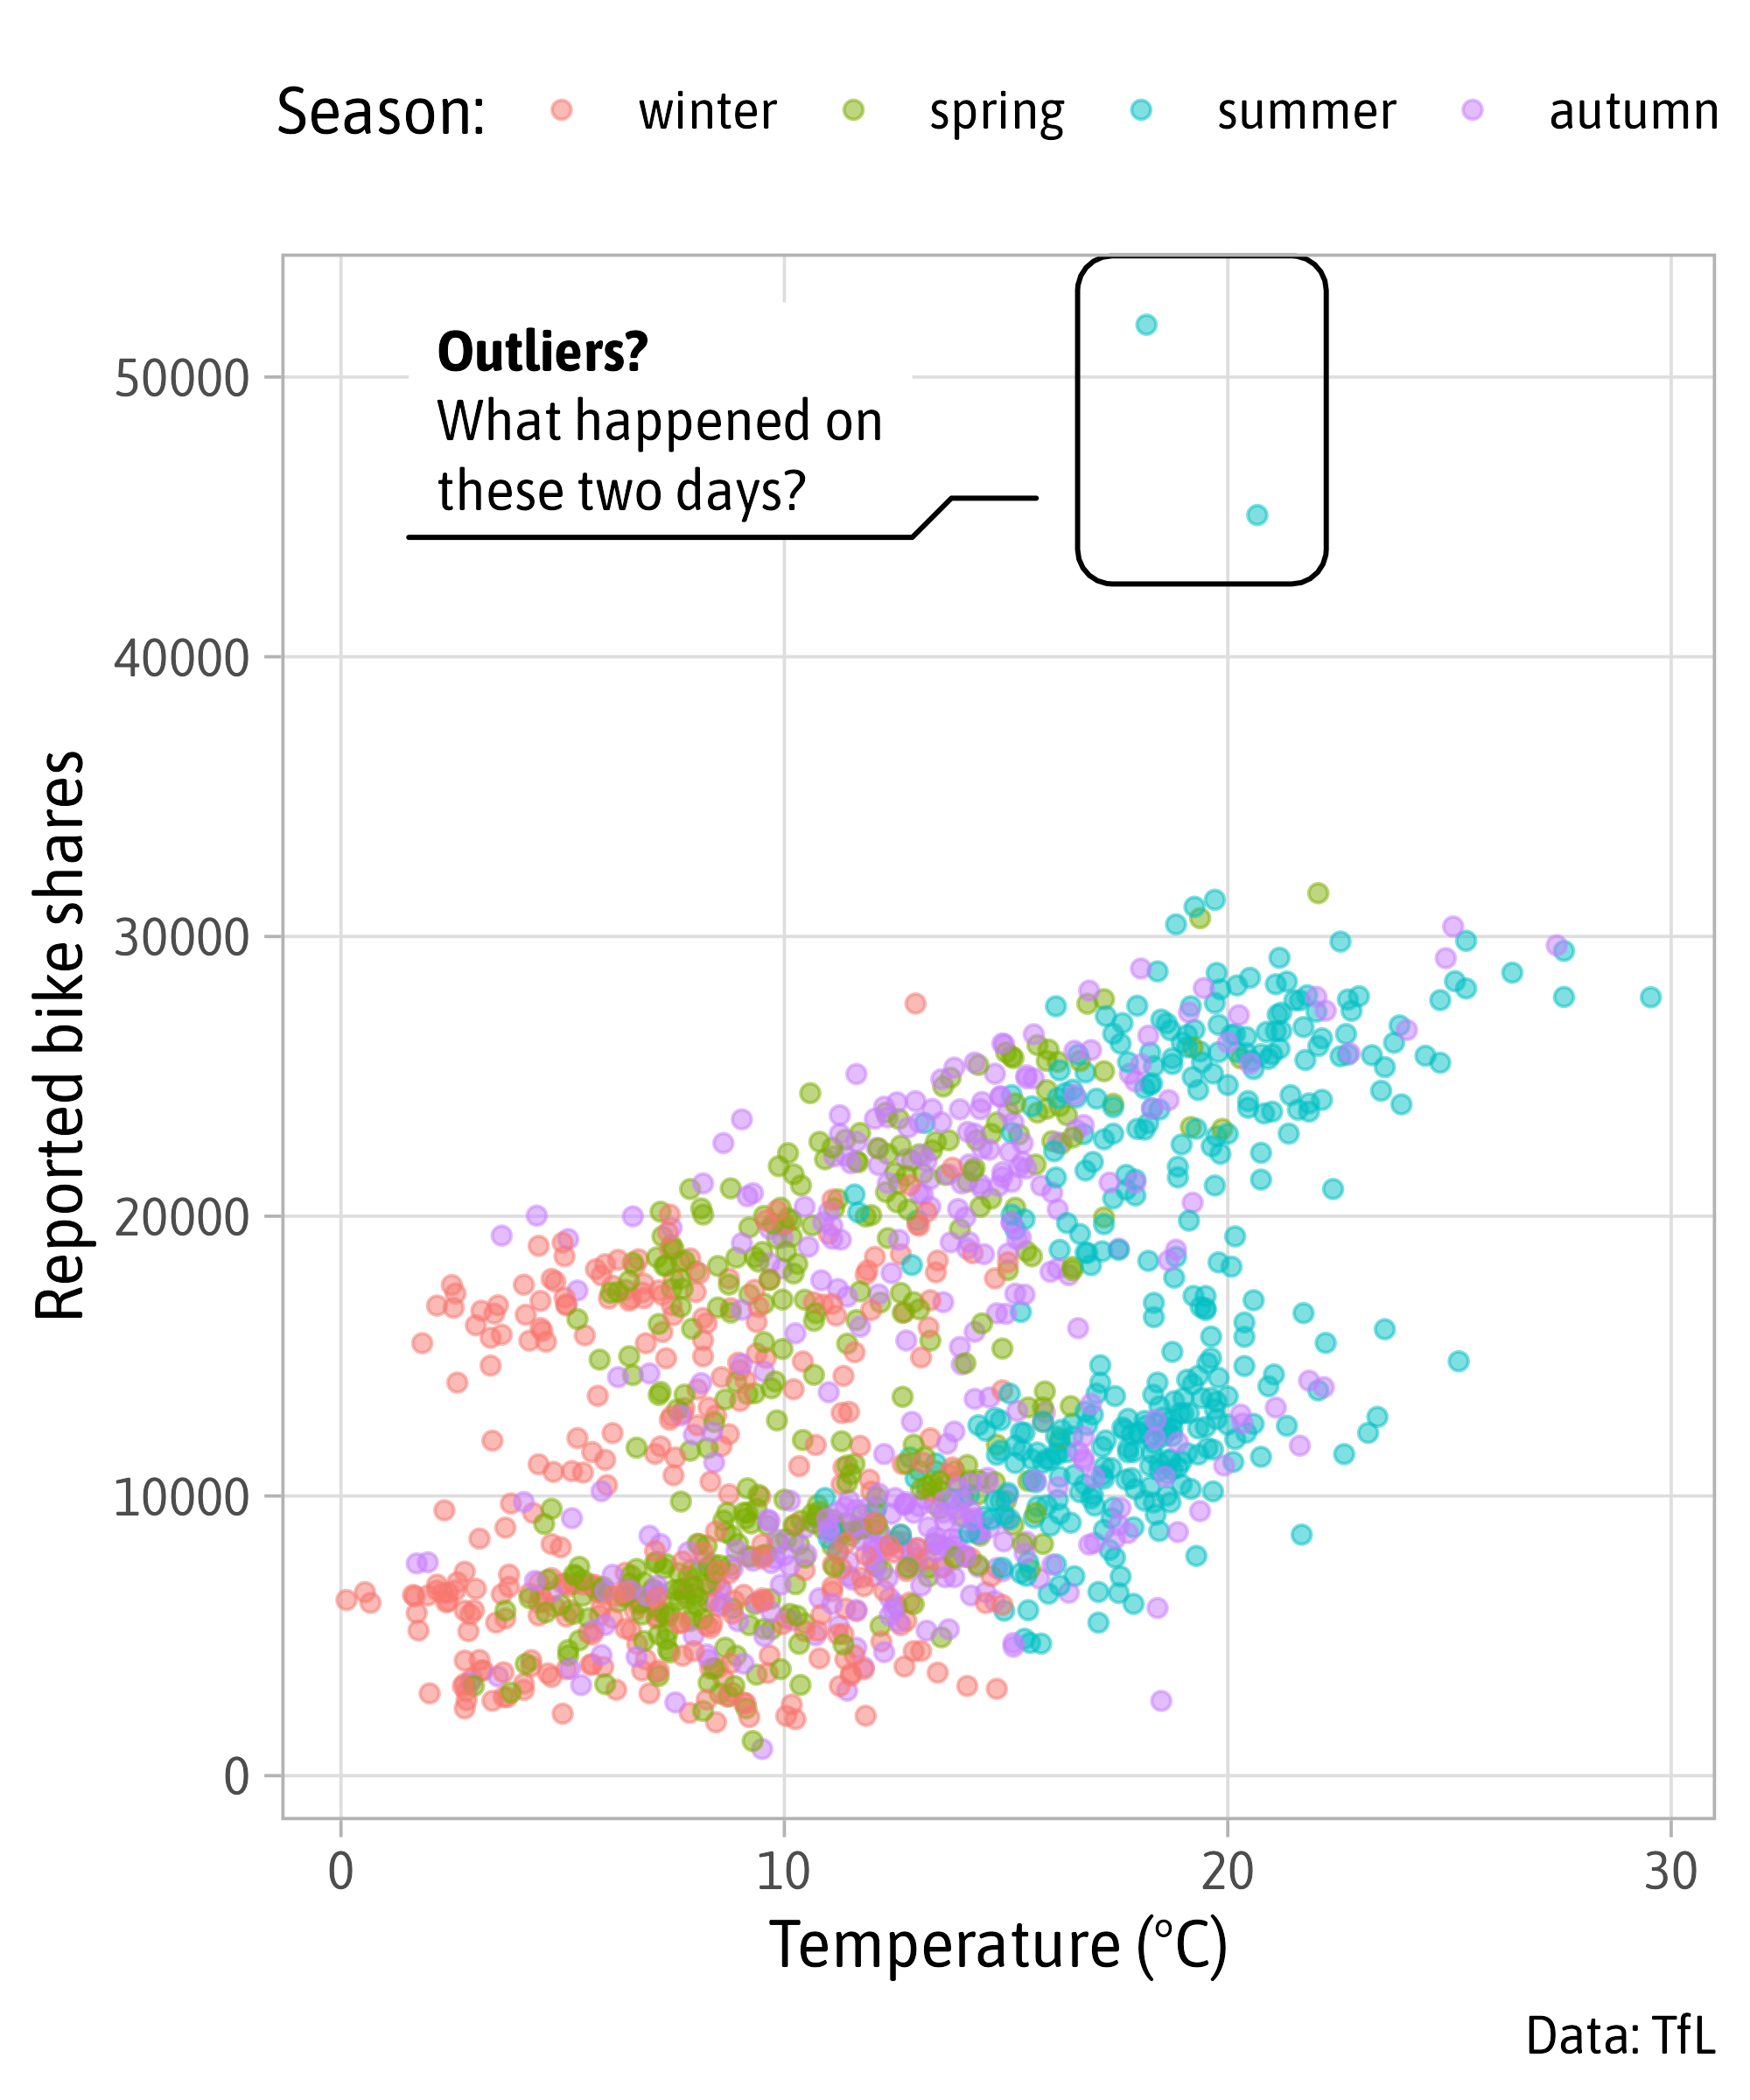 Season: winter spring summer autumn
Outliers?
What happened on
these two days?
50000
40000
30000
20000
10000
0
Reported bike shares
0 10 20 30
Temperature (°C)
Data: TfL